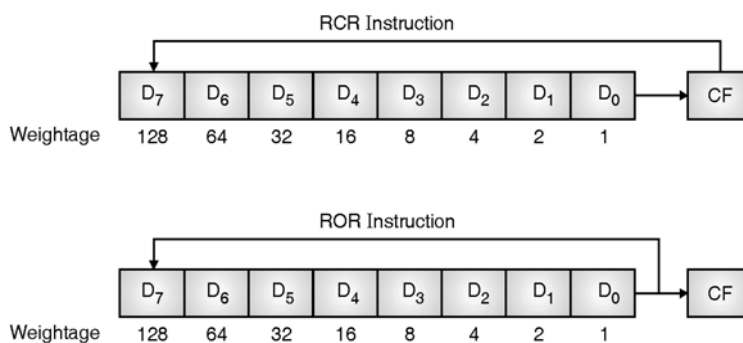 RCR Instruction
D₇ D₆ D₅ D₄ D₃ D₂ D₁ D₀ CF
Weightage 128 64 32 16 8 4 2 1
ROR Instruction
D₇ D₆ D₅ D₄ D₃ D₂ D₁ D₀ CF
Weightage 128 64 32 16 8 4 2 1